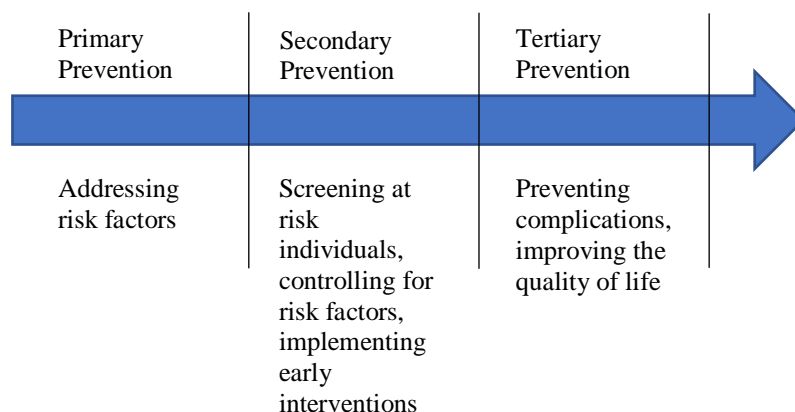 Primary
Prevention
Secondary
Prevention
Tertiary
Prevention
Addressing
risk factors
Screening at
risk
individuals,
controlling for
risk factors,
implementing
early
interventions
Preventing
complications,
improving the
quality of life